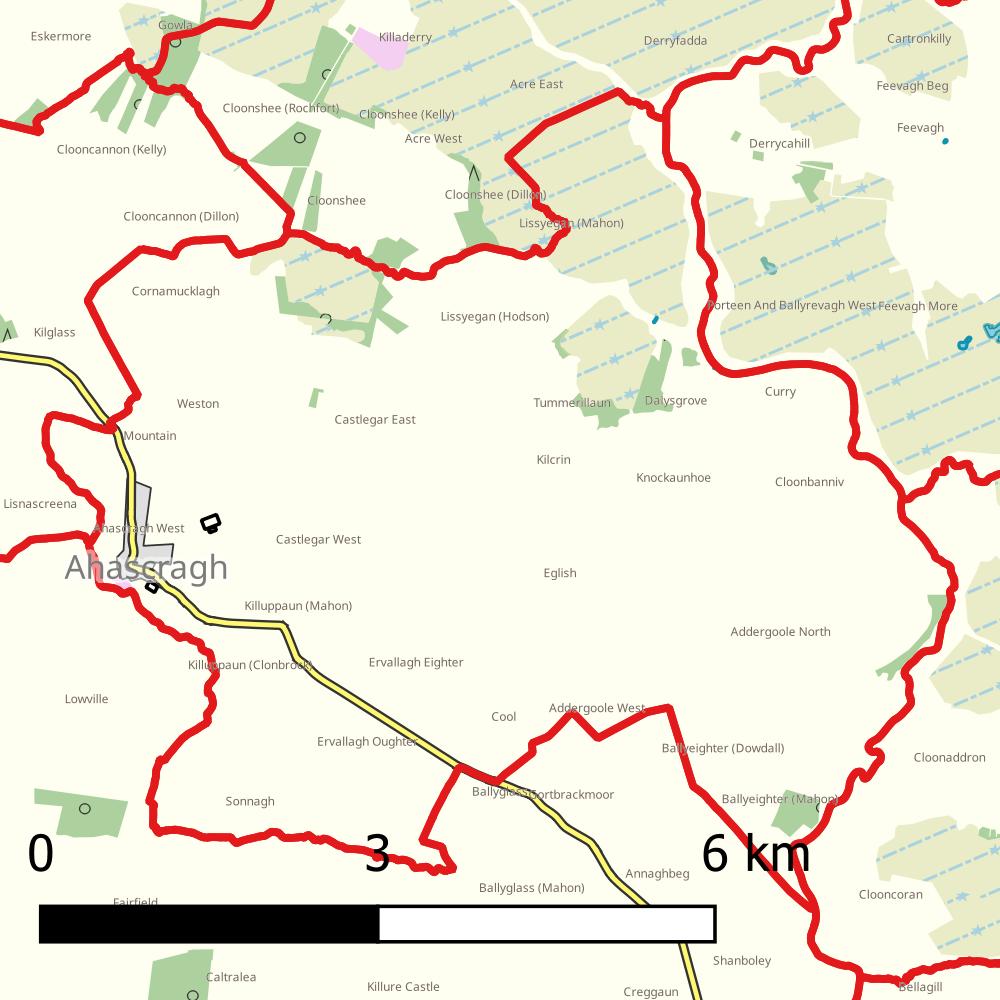 Gowla
Eskermore
Killaderry
Derryfadda
Cartronkilly
Acre East
Feevagh Beg
Cloonshee (Rochfort)
Cloonshee (Kelly)
Feevagh
Acre West
Derrycahill
Clooncannon (Kelly)
Cloonshee
Cloonshee (Dillon)
Clooncannon (Dillon)
Lissyegan (Mahon)
Cornamucklagh
Porteen And Ballyrevagh West
Feevagh More
Lissyegan (Hodson)
Kilglass
Curry
Weston
Tummerillaun
Dalysgrove
Castlegar East
Mountain
Kilcrin
Knockaunhoe
Cloonbanniv
Lisnascreena
Ahascragh West
Castlegar West
Ahascragh
Eglish
Killuppaun (Mahon)
Addergoole North
Killuppaun (Clonbrock)
Ervallagh Eighter
Lowville
Addergoole West
Cool
Ervallagh Oughter
Ballyeighter (Dowdall)
Cloonaddron
Ballyglass
Gortbrackmoor
Sonnagh
Ballyeighter (Mahon)
0 3 6 km
Annaghbeg
Ballyglass (Mahon)
Clooncoran
Fairfield
Shanboley
Caltralea
Killure Castle
Creggaun
Bellagill